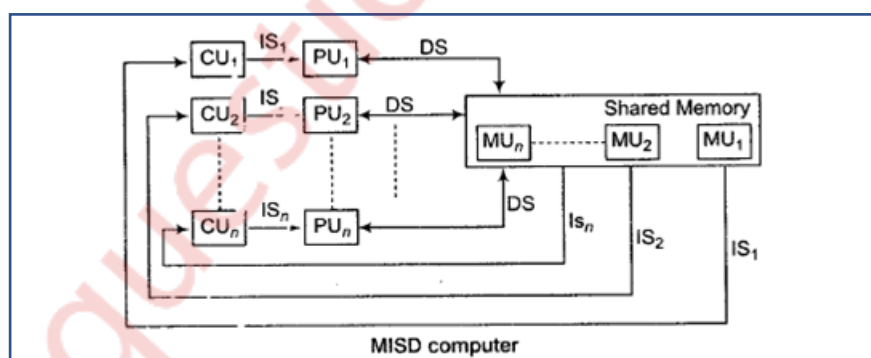 CU1 IS1 PU1 DS
CU2 IS PU2 DS
Shared Memory
MUn MU2 MU1
CUn ISn PUn DS
Isn IS2 IS1
MISD computer